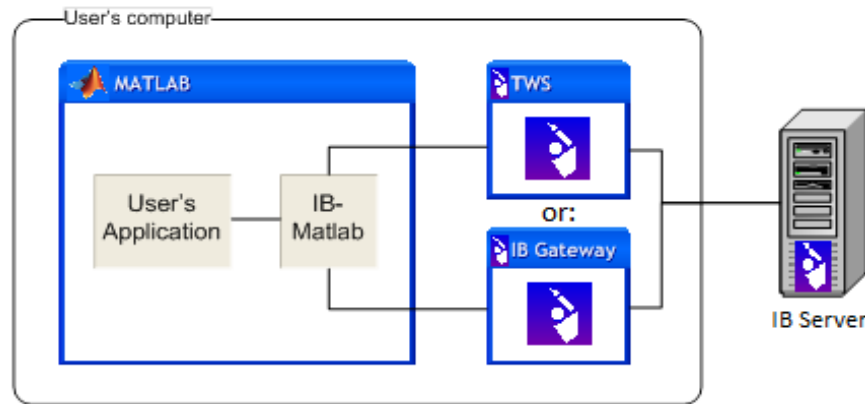 User's computer
MATLAB
TWS
User's
Application
IB-
Matlab
or:
IB Gateway
IB Server